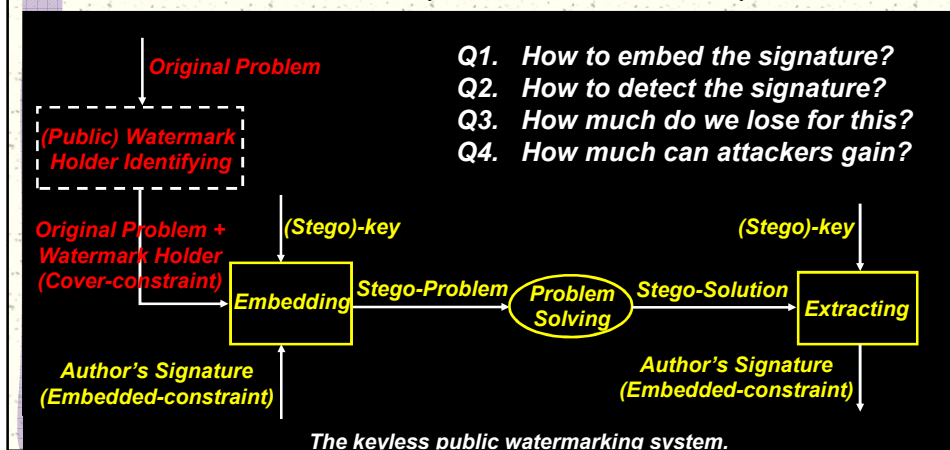 Original Problem
Q1. How to embed the signature?
Q2. How to detect the signature?
Q3. How much do we lose for this?
Q4. How much can attackers gain?
(Public) Watermark
Holder Identifying
Original Problem +
Watermark Holder
(Cover-constraint)
(Stego)-key
(Stego)-key
Embedding
Stego-Problem
Problem
Solving
Stego-Solution
Extracting
Author's Signature
(Embedded-constraint)
Author's Signature
(Embedded-constraint)
The keyless public watermarking system.